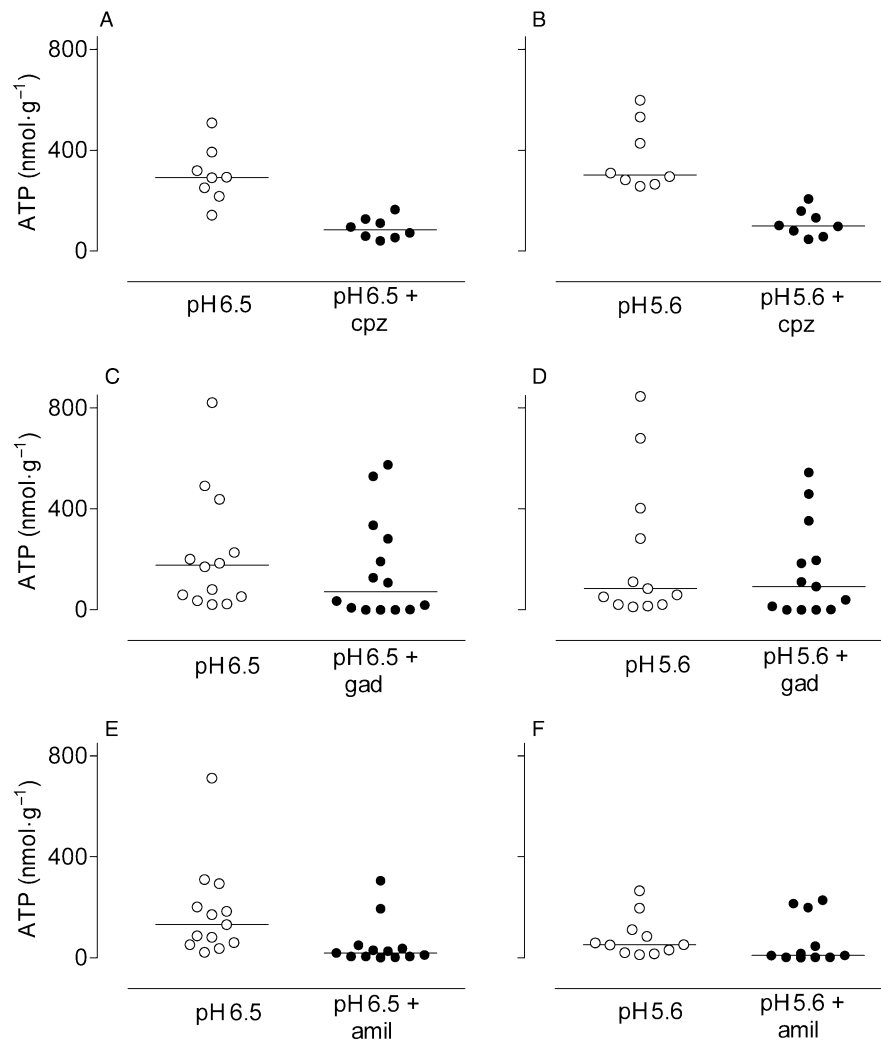 A
B
800
400
0
ATP (nmol·g⁻¹)
pH6.5
pH6.5 +
cpz
pH5.6
pH5.6 +
cpz
C
D
800
400
0
ATP (nmol·g⁻¹)
pH6.5
pH6.5 +
gad
pH5.6
pH5.6 +
gad
E
F
800
400
0
ATP (nmol·g⁻¹)
pH6.5
pH6.5 +
amil
pH5.6
pH5.6 +
amil